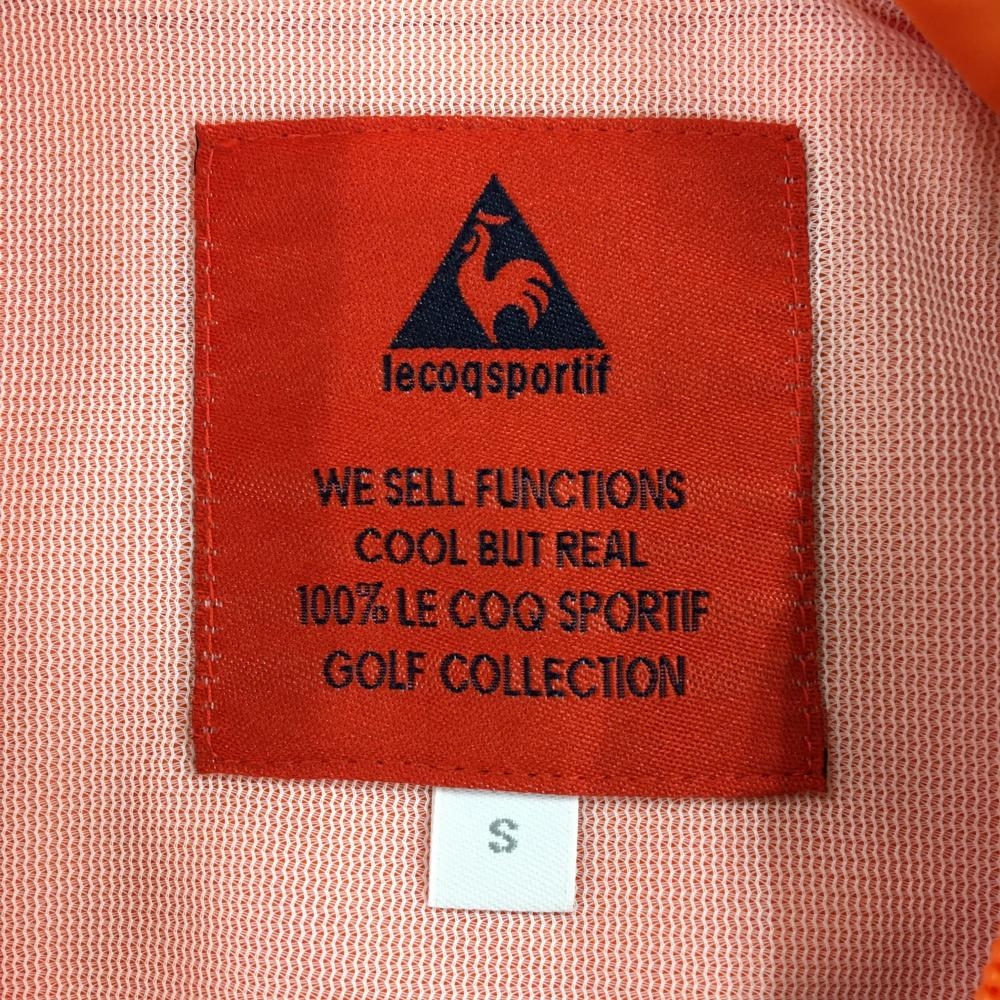 lecoqsportif
WE SELL FUNCTIONS
COOL BUT REAL
100% LE COQ SPORTIF
GOLF COLLECTION
S